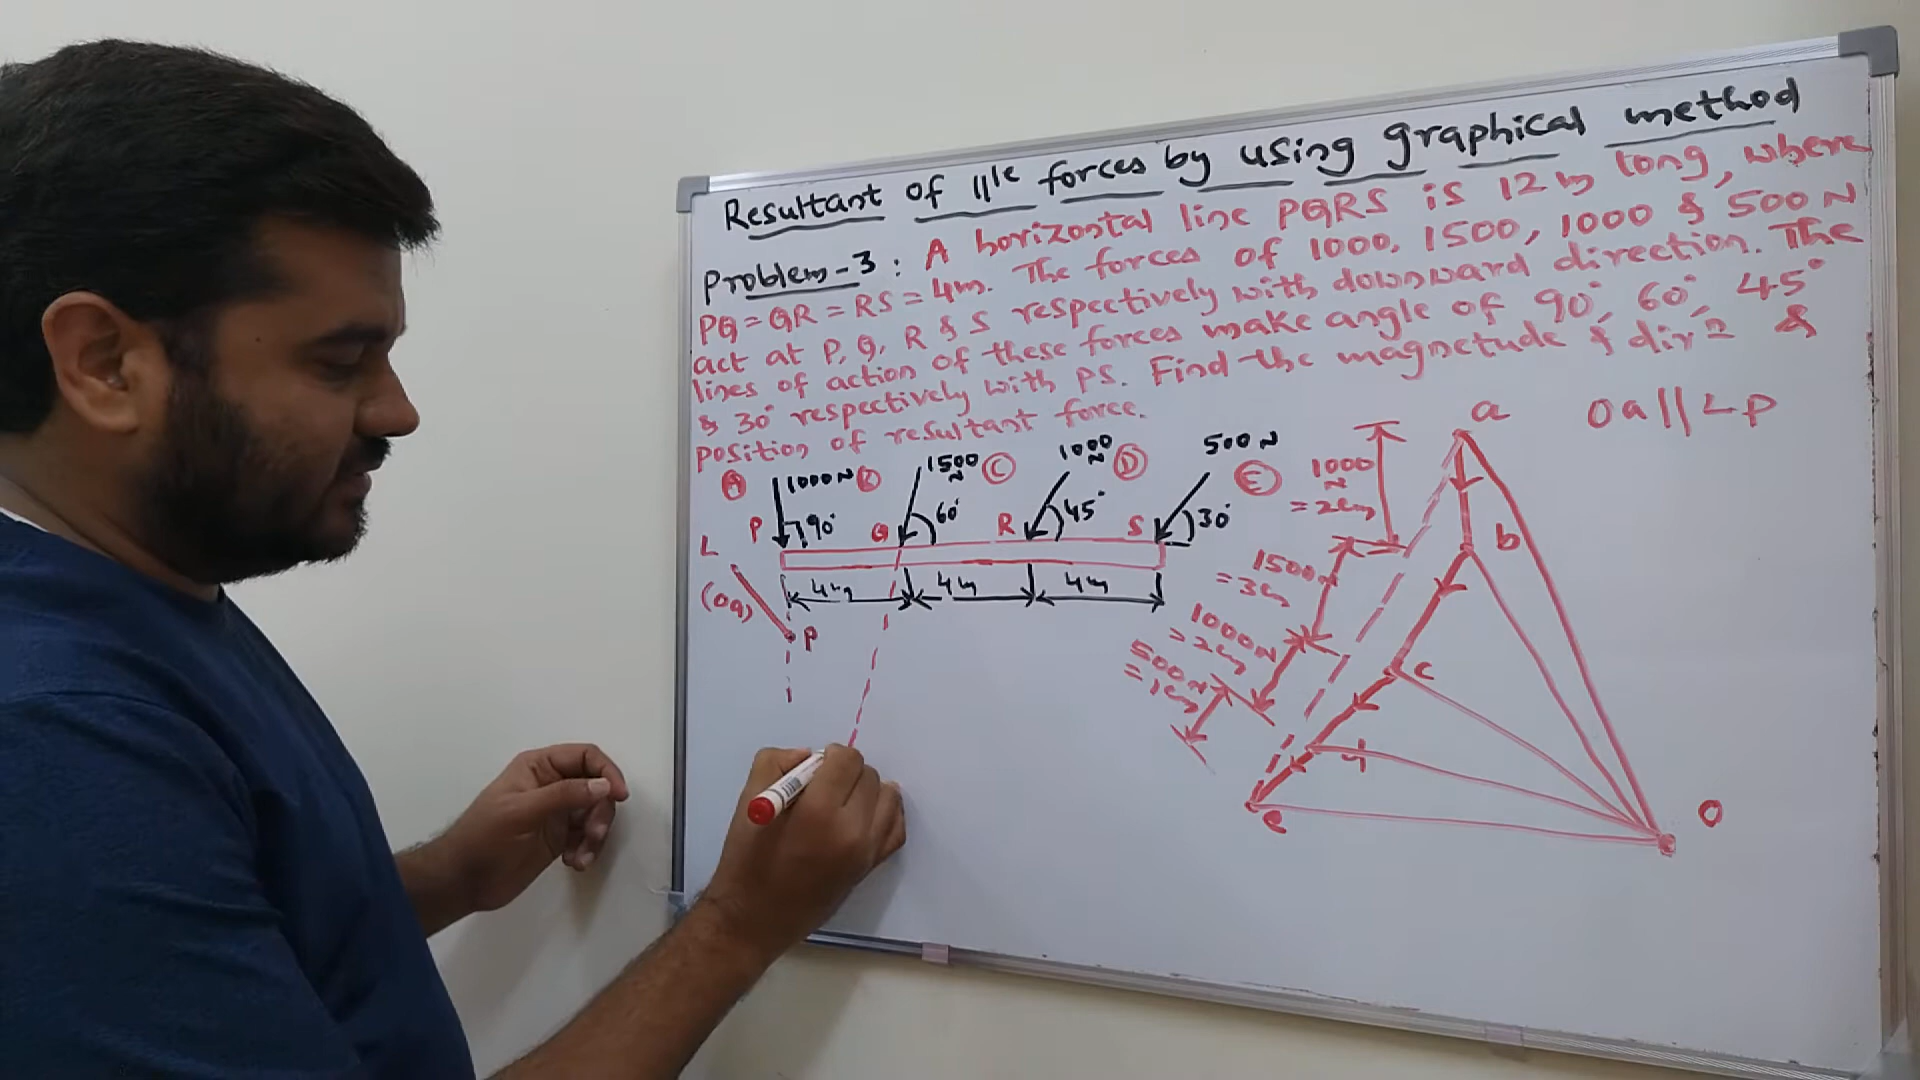 Resultant of ||le forces by using graphical method
Problem-3: A horizontal line PQRS is 12 m long, where
PQ = QR = RS = 4m. The forces of 1000, 1500, 1000 & 500 N
act at P, Q, R & S respectively with downward direction. The
lines of action of these forces make angle of 90°, 60°, 45°
& 30° respectively with PS. Find the magnetude & dirn &
position of resultant force.
Oa || LP
A 1000 N B 1500 N C 1000 N D 500 N E
P 90° Q 60° R 45° S 30°
4m 4m 4m
L
(Oa)
P
a
1000 N = 2cm
b
1500 N = 3cm
c
1000 N = 2cm
d
500 N = 1cm
e
O